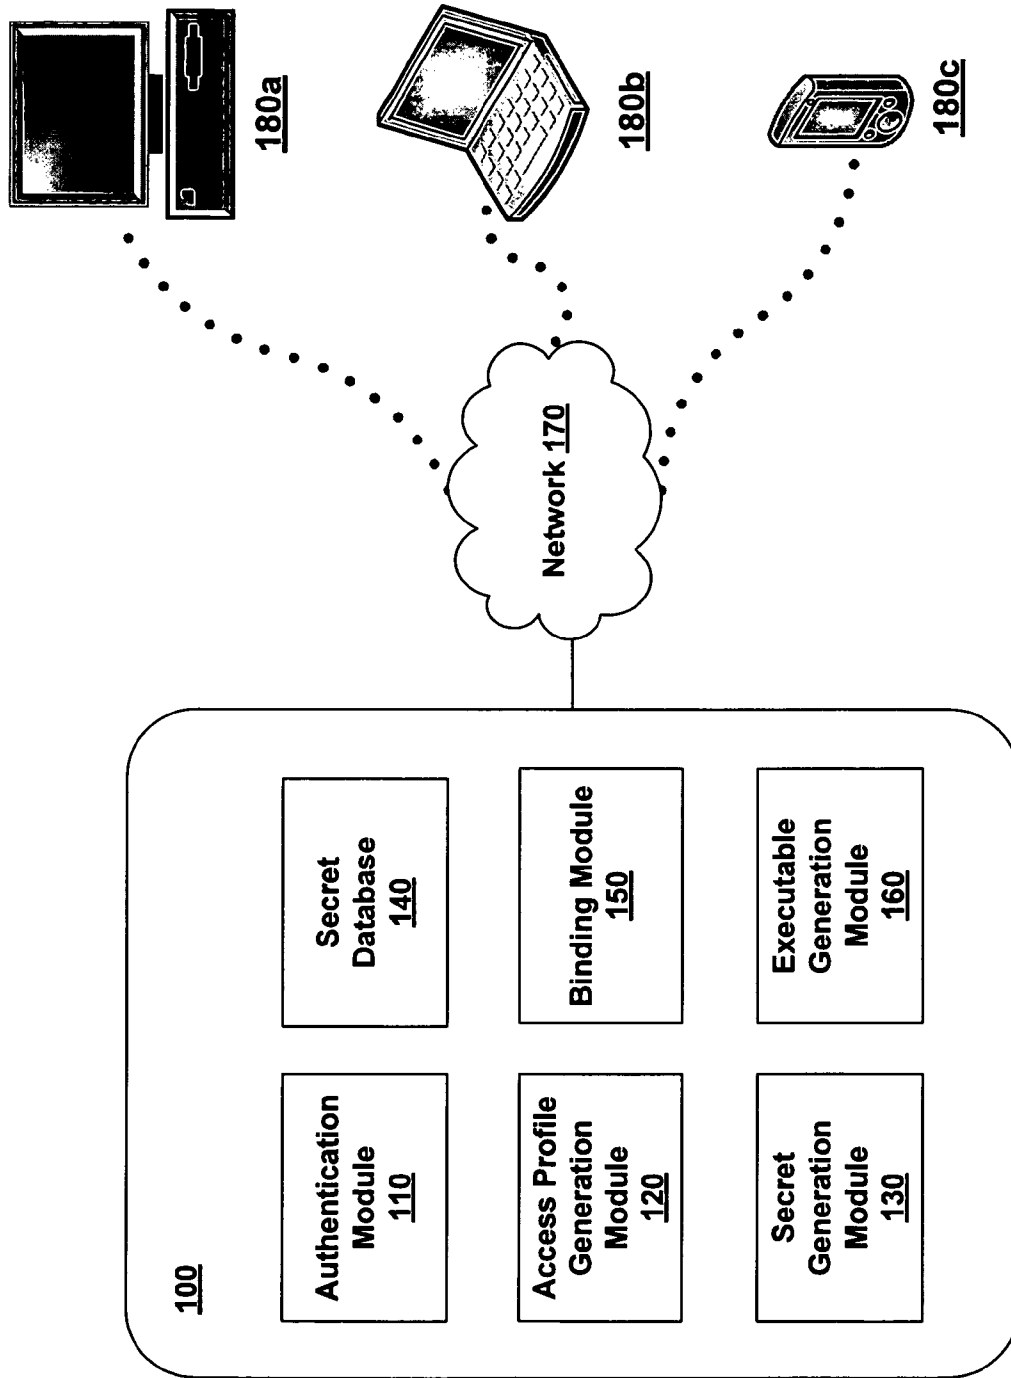 100
Authentication
Module
110
Access Profile
Generation
Module
120
Secret
Generation
Module
130
Secret
Database
140
Binding Module
150
Executable
Generation
Module
160
Network 170
180a
180b
180c